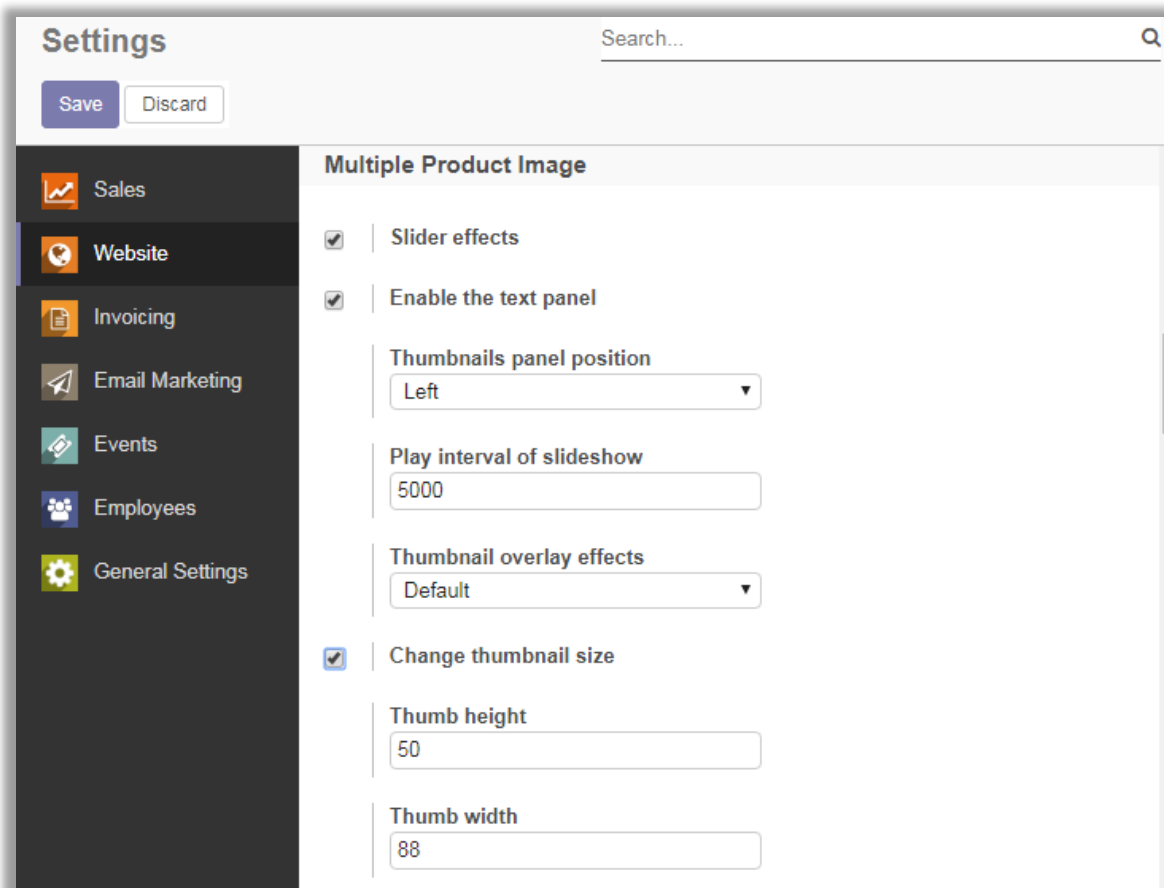 Settings
Search...
Save
Discard
Sales
Website
Invoicing
Email Marketing
Events
Employees
General Settings
Multiple Product Image
Slider effects
Enable the text panel
Thumbnails panel position
Left
Play interval of slideshow
5000
Thumbnail overlay effects
Default
Change thumbnail size
Thumb height
50
Thumb width
88